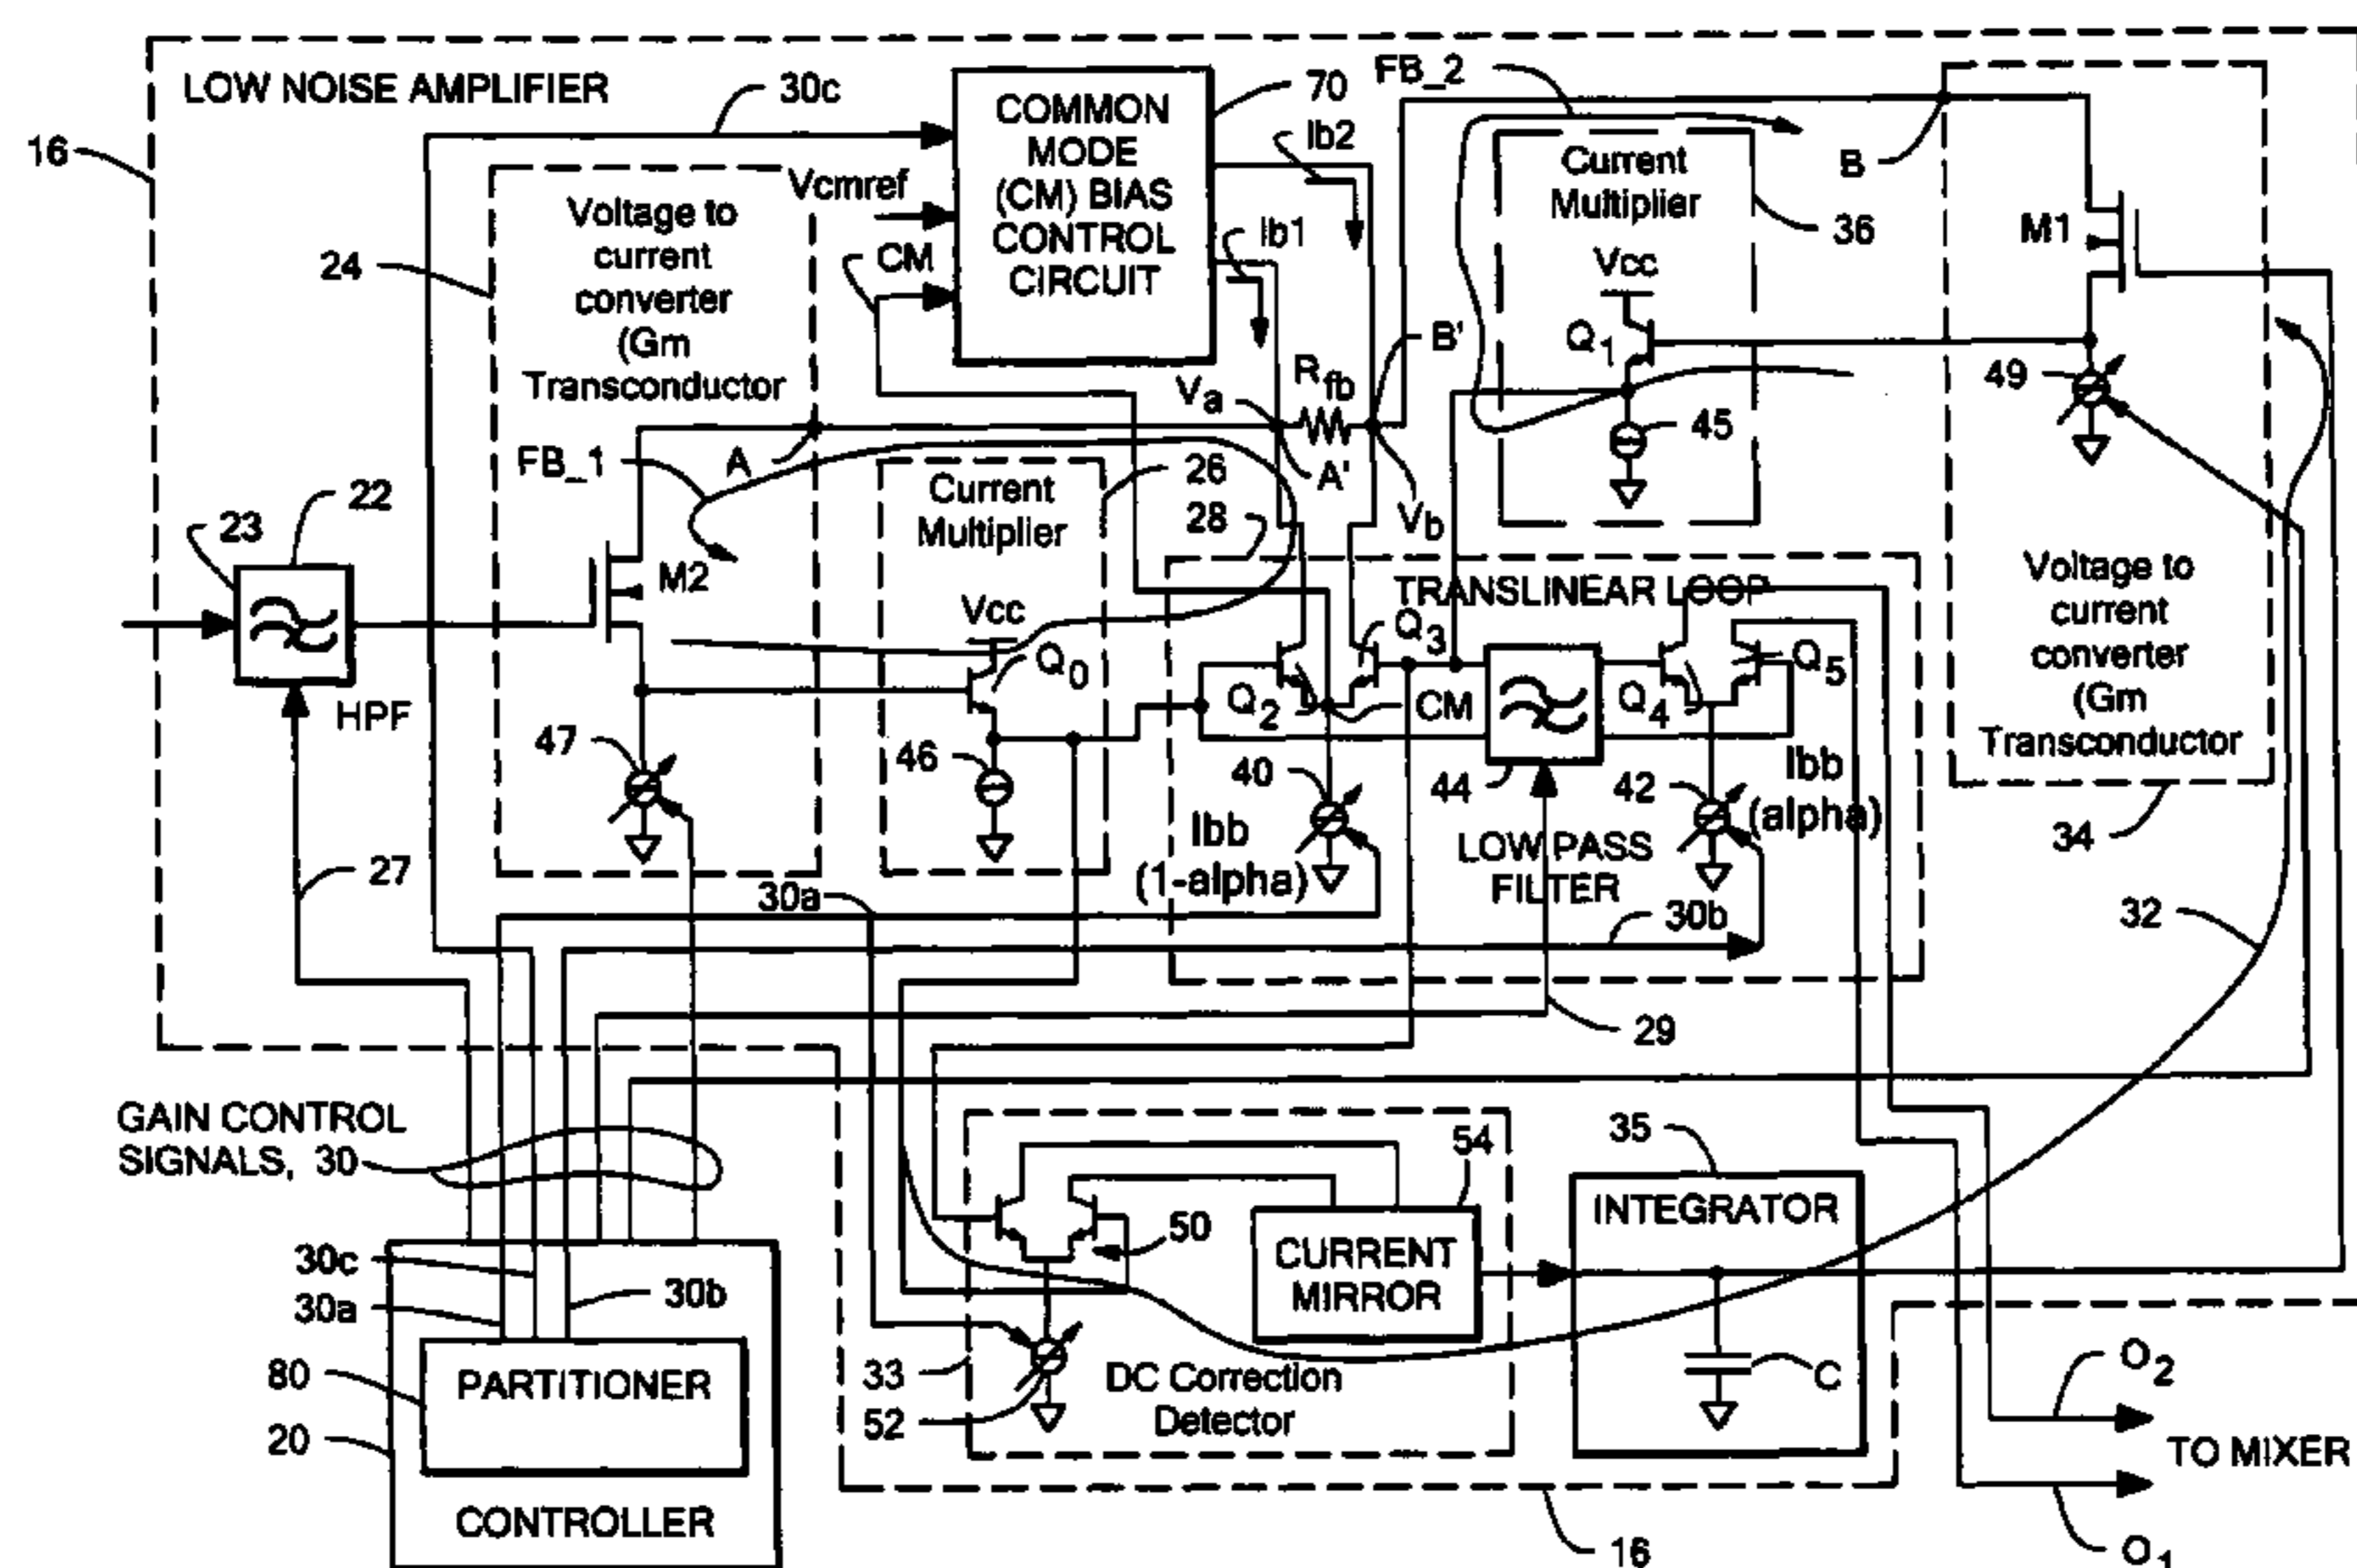 LOW NOISE AMPLIFIER
30c
COMMON
MODE
(CM) BIAS
CONTROL
CIRCUIT
70
FB_2
Ib2
Ib1
16
Vcmref
CM
24
Voltage to
current
converter
(Gm
Transconductor
Current
Multiplier
36
Vcc
Q1
45
B
M1
49
B'
Rfb
Va
A'
Vb
FB_1
A
26
28
Current
Multiplier
Vcc
Q0
46
23
22
HPF
27
M2
47
TRANSLINEAR LOOP
Q3
Q2
CM
Q4
Q5
40
Ibb
(1-alpha)
44
LOW PASS
FILTER
42
Ibb
(alpha)
Voltage to
current
converter
(Gm
Transconductor
34
32
30a
30b
29
GAIN CONTROL
SIGNALS, 30
30c
30a
30b
80
PARTITIONER
20
CONTROLLER
50
54
CURRENT
MIRROR
33
52
DC Correction
Detector
35
INTEGRATOR
C
O2
TO MIXER
O1
16